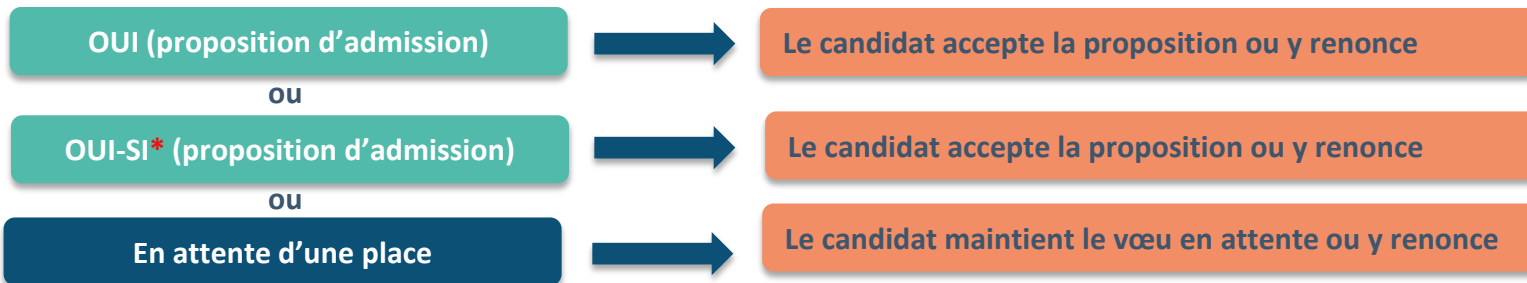 OUI (proposition d’admission)
Le candidat accepte la proposition ou y renonce
ou
OUI-SI* (proposition d’admission)
Le candidat accepte la proposition ou y renonce
ou
En attente d’une place
Le candidat maintient le vœu en attente ou y renonce